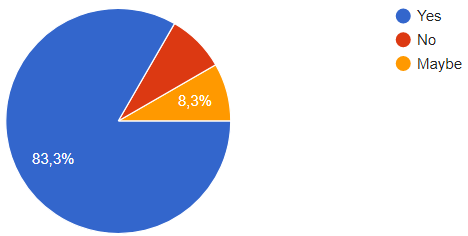 Yes
No
Maybe
8,3%
83,3%